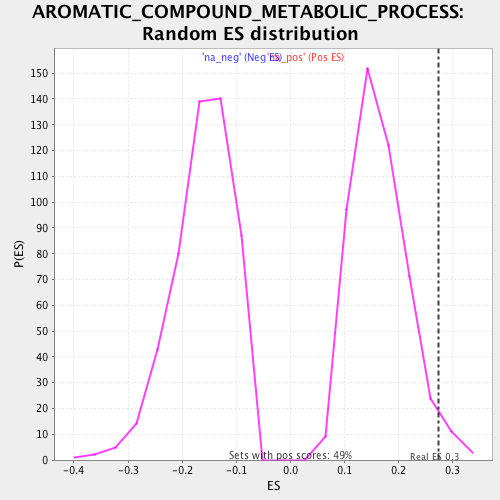 AROMATIC_COMPOUND_METABOLIC_PROCESS:
Random ES distribution
'na_neg' (Neg ES) 'na_pos' (Pos ES)
150
140
130
120
110
100
90
80
70
60
50
40
30
20
10
0
P(ES)
Sets with pos scores: 49%
Real ES 0.3
-0.4 -0.3 -0.2 -0.1 0.0 0.1 0.2 0.3
ES